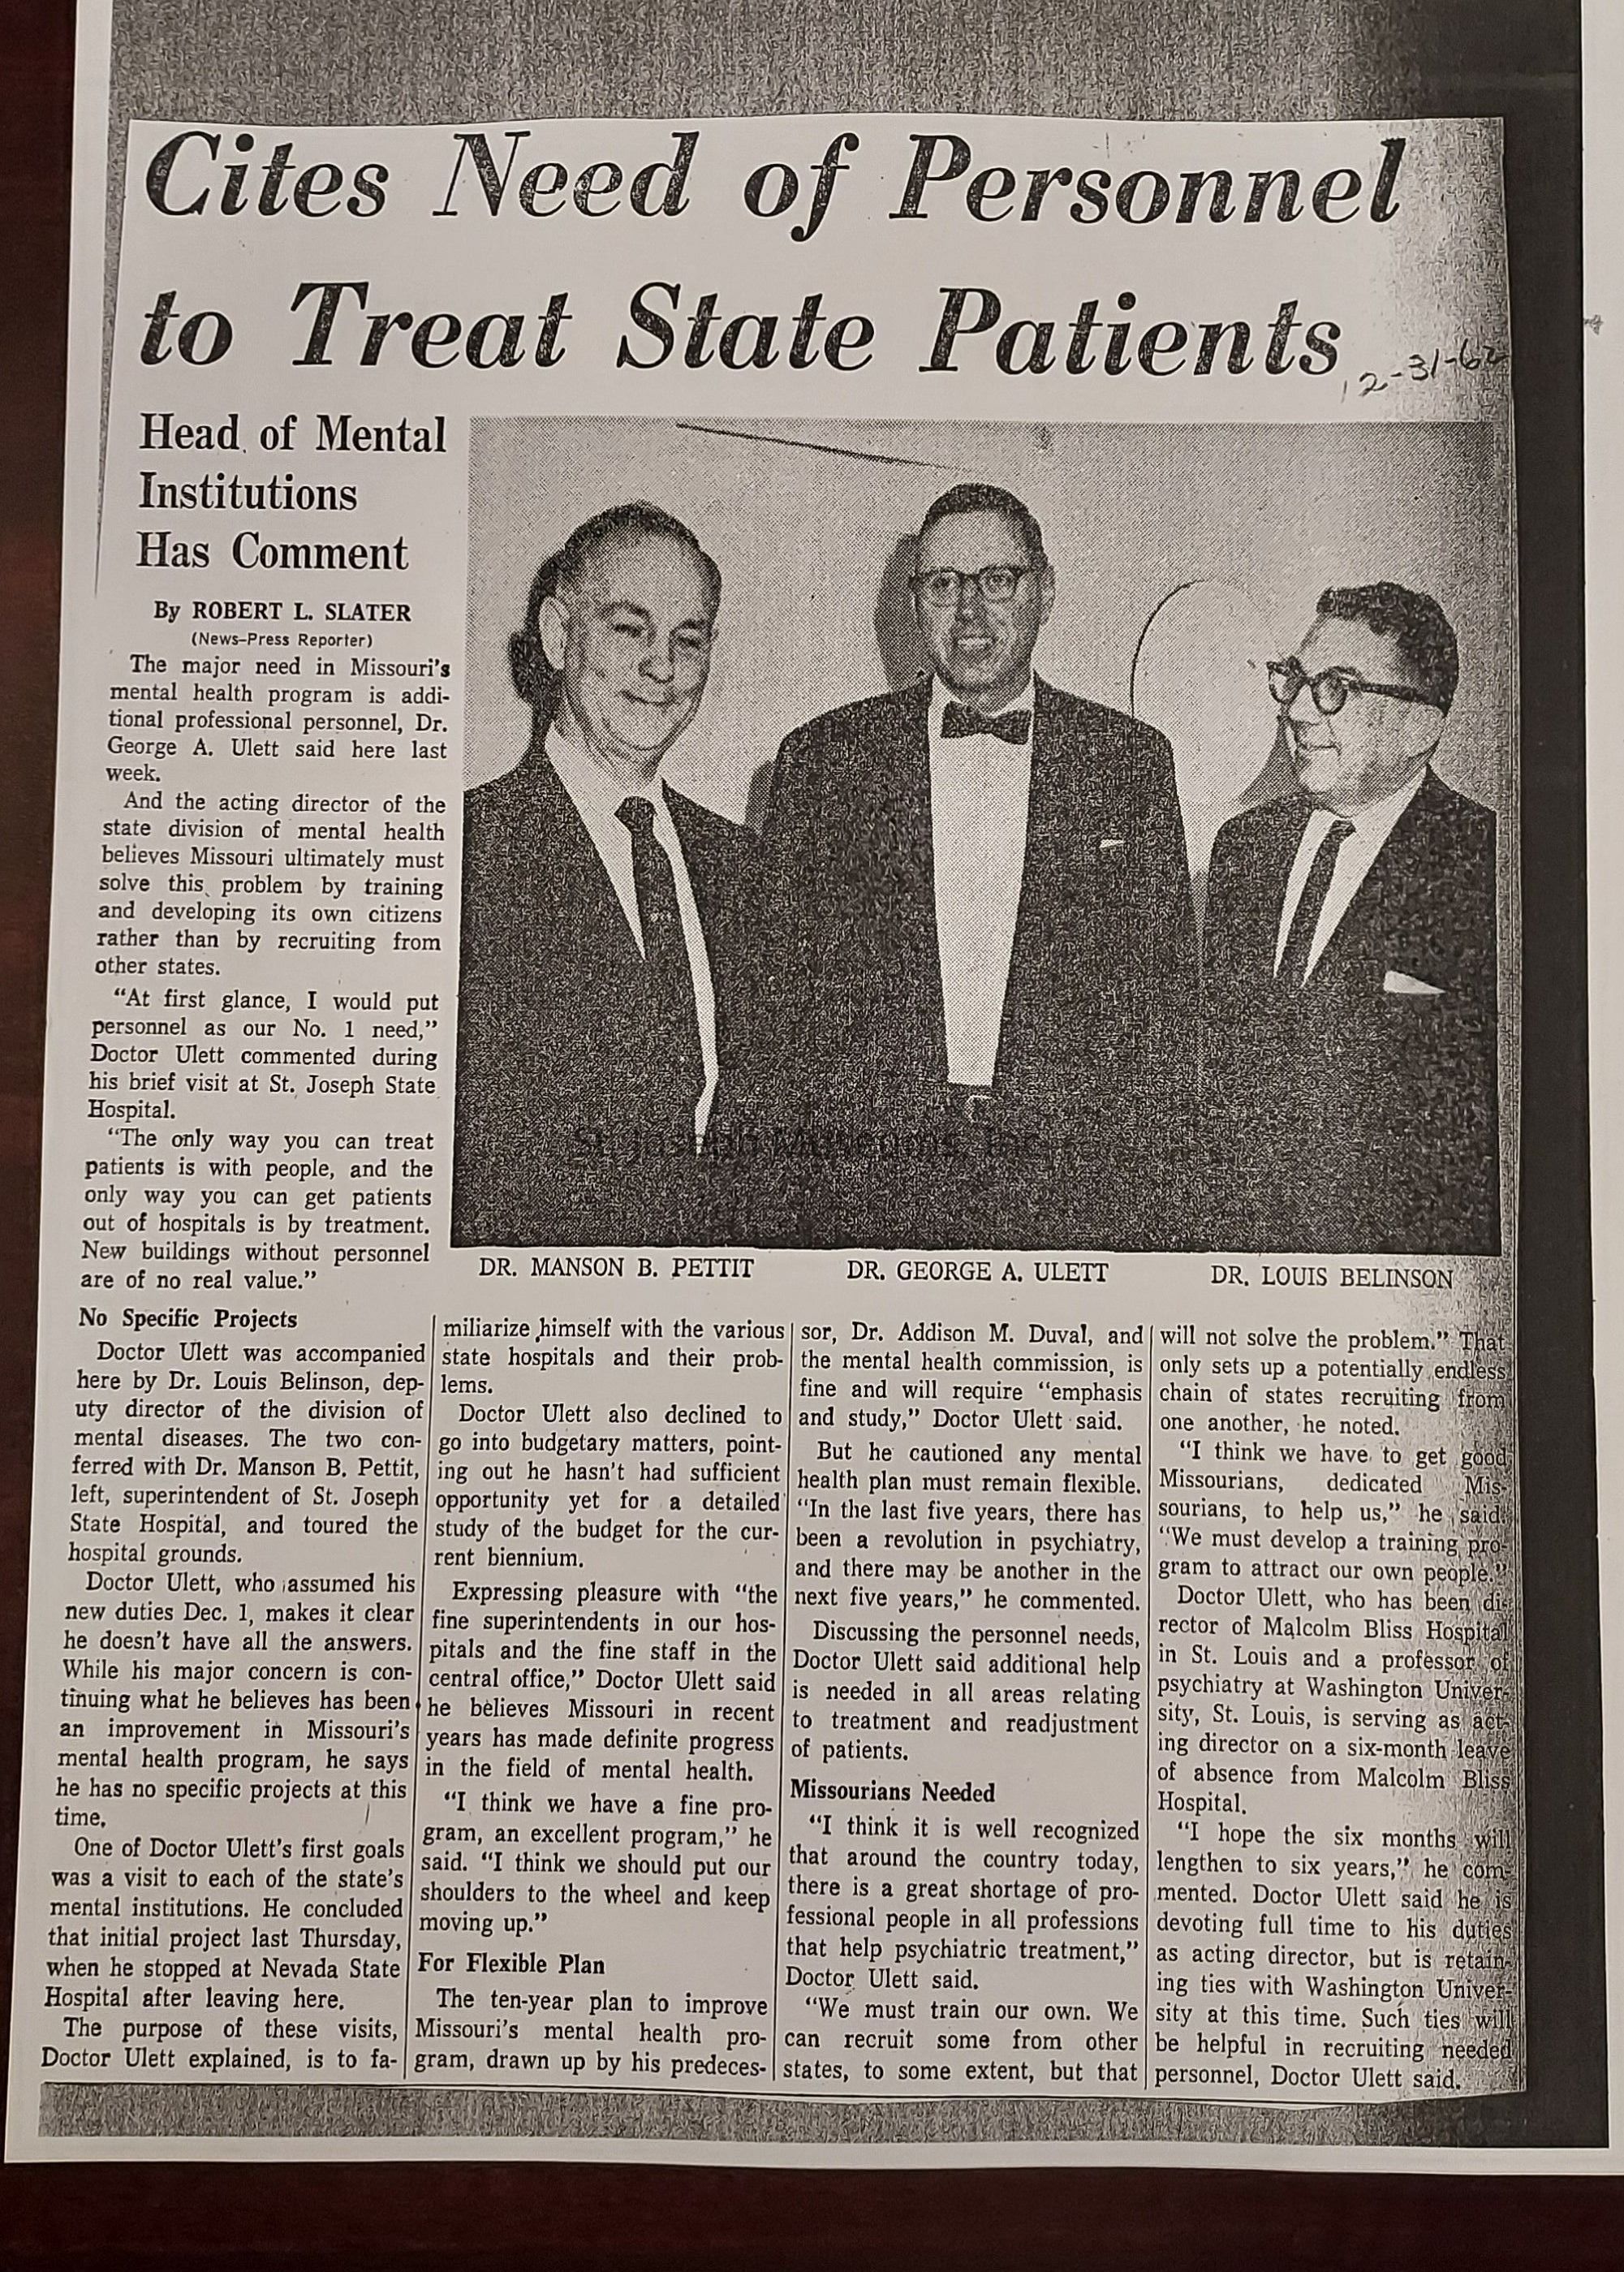 Cites Need of Personnel
to Treat State Patients
12-31-62
Head of Mental
Institutions
Has Comment
By ROBERT L. SLATER
(News-Press Reporter)
The major need in Missouri's
mental health program is addi-
tional professional personnel, Dr.
George A. Ulett said here last
week.
And the acting director of the
state division of mental health
believes Missouri ultimately must
solve this problem by training
and developing its own citizens
rather than by recruiting from
other states.
"At first glance, I would put
personnel as our No. 1 need,"
Doctor Ulett commented during
his brief visit at St. Joseph State
Hospital.
"The only way you can treat
patients is with people, and the
only way you can get patients
out of hospitals is by treatment.
New buildings without personnel
are of no real value."
St. Joseph Museums, Inc.
DR. MANSON B. PETTIT
DR. GEORGE A. ULETT
DR. LOUIS BELINSON
No Specific Projects
Doctor Ulett was accompanied
here by Dr. Louis Belinson, dep-
uty director of the division of
mental diseases. The two con-
ferred with Dr. Manson B. Pettit,
left, superintendent of St. Joseph
State Hospital, and toured the
hospital grounds.
Doctor Ulett, who assumed his
new duties Dec. 1, makes it clear
he doesn't have all the answers.
While his major concern is con-
tinuing what he believes has been
an improvement in Missouri's
mental health program, he says
he has no specific projects at this
time.
One of Doctor Ulett's first goals
was a visit to each of the state's
mental institutions. He concluded
that initial project last Thursday,
when he stopped at Nevada State
Hospital after leaving here.
The purpose of these visits,
Doctor Ulett explained, is to fa-
miliarize himself with the various
state hospitals and their prob-
lems.
Doctor Ulett also declined to
go into budgetary matters, point-
ing out he hasn't had sufficient
opportunity yet for a detailed
study of the budget for the cur-
rent biennium.
Expressing pleasure with "the
fine superintendents in our hos-
pitals and the fine staff in the
central office," Doctor Ulett said
he believes Missouri in recent
years has made definite progress
in the field of mental health.
"I think we have a fine pro-
gram, an excellent program," he
said. "I think we should put our
shoulders to the wheel and keep
moving up."
For Flexible Plan
The ten-year plan to improve
Missouri's mental health pro-
gram, drawn up by his predeces-
sor, Dr. Addison M. Duval, and
the mental health commission, is
fine and will require "emphasis
and study," Doctor Ulett said.
But he cautioned any mental
health plan must remain flexible.
"In the last five years, there has
been a revolution in psychiatry,
and there may be another in the
next five years," he commented.
Discussing the personnel needs,
Doctor Ulett said additional help
is needed in all areas relating
to treatment and readjustment
of patients.
Missourians Needed
"I think it is well recognized
that around the country today,
there is a great shortage of pro-
fessional people in all professions
that help psychiatric treatment,"
Doctor Ulett said.
"We must train our own. We
can recruit some from other
states, to some extent, but that
will not solve the problem." That
only sets up a potentially endless
chain of states recruiting from
one another, he noted.
"I think we have to get good
Missourians, dedicated Mis-
sourians, to help us," he said.
"We must develop a training pro-
gram to attract our own people."
Doctor Ulett, who has been di-
rector of Malcolm Bliss Hospital
in St. Louis and a professor of
psychiatry at Washington Univer-
sity, St. Louis, is serving as act-
ing director on a six-month leave
of absence from Malcolm Bliss
Hospital.
"I hope the six months will
lengthen to six years," he com-
mented. Doctor Ulett said he is
devoting full time to his duties
as acting director, but is retain-
ing ties with Washington Univer-
sity at this time. Such ties will
be helpful in recruiting needed
personnel, Doctor Ulett said.